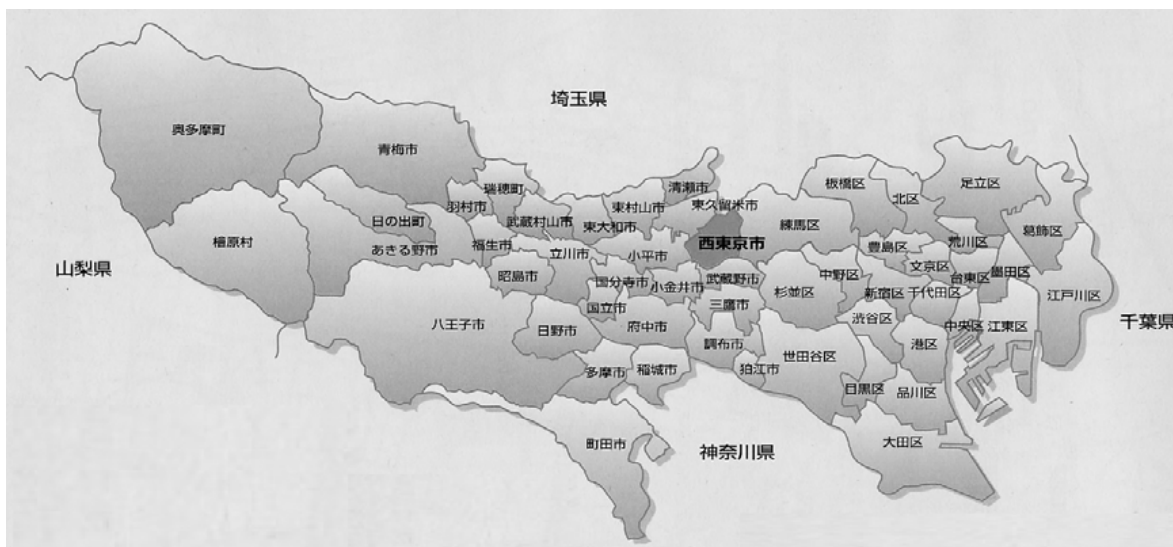 埼玉県
奥多摩町
青梅市
瑞穂町
清瀬市
板橋区
北区
足立区
羽村市
武蔵村山市
東大和市
東村山市
東久留米市
練馬区
日の出町
あきる野市
檜原村
福生市
立川市
小平市
西東京市
豊島区
文京区
荒川区
台東区
墨田区
葛飾区
山梨県
昭島市
国分寺市
小金井市
武蔵野市
杉並区
中野区
新宿区
千代田区
江戸川区
国立市
三鷹市
渋谷区
中央区
江東区
千葉県
八王子市
日野市
府中市
調布市
世田谷区
港区
多摩市
稲城市
狛江市
目黒区
品川区
町田市
神奈川県
大田区